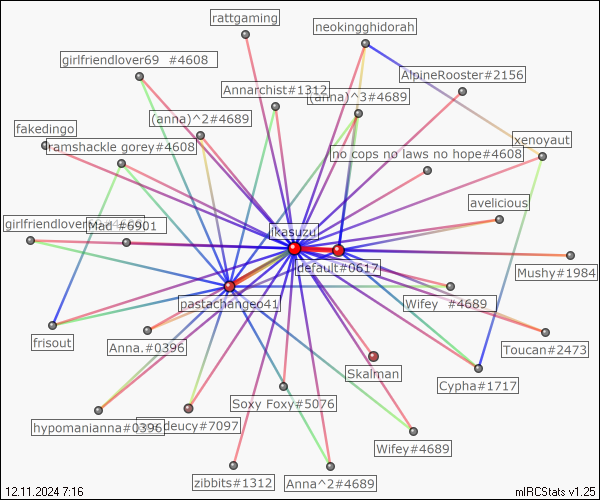 rattgaming
neokingghidorah
girlfriendlover69 #4608
AlpineRooster#2156
Annarchist#1312
(anna)^3#4689
(anna)^2#4689
fakedingo
ramshackle gorey#4608
xenoyaut
no cops no laws no hope#4608
avelicious
girlfriendlover
Mad #6901
ikasuzu
default#0617
Mushy#1984
pastachangeo41
Wifey #4689
frisout
Anna.#0396
Toucan#2473
Skalman
Cypha#1717
Soxy Foxy#5076
hypomanianna#0396
deucy#7097
Wifey#4689
zibbits#1312
Anna^2#4689
12.11.2024 7:16
mIRCStats v1.25